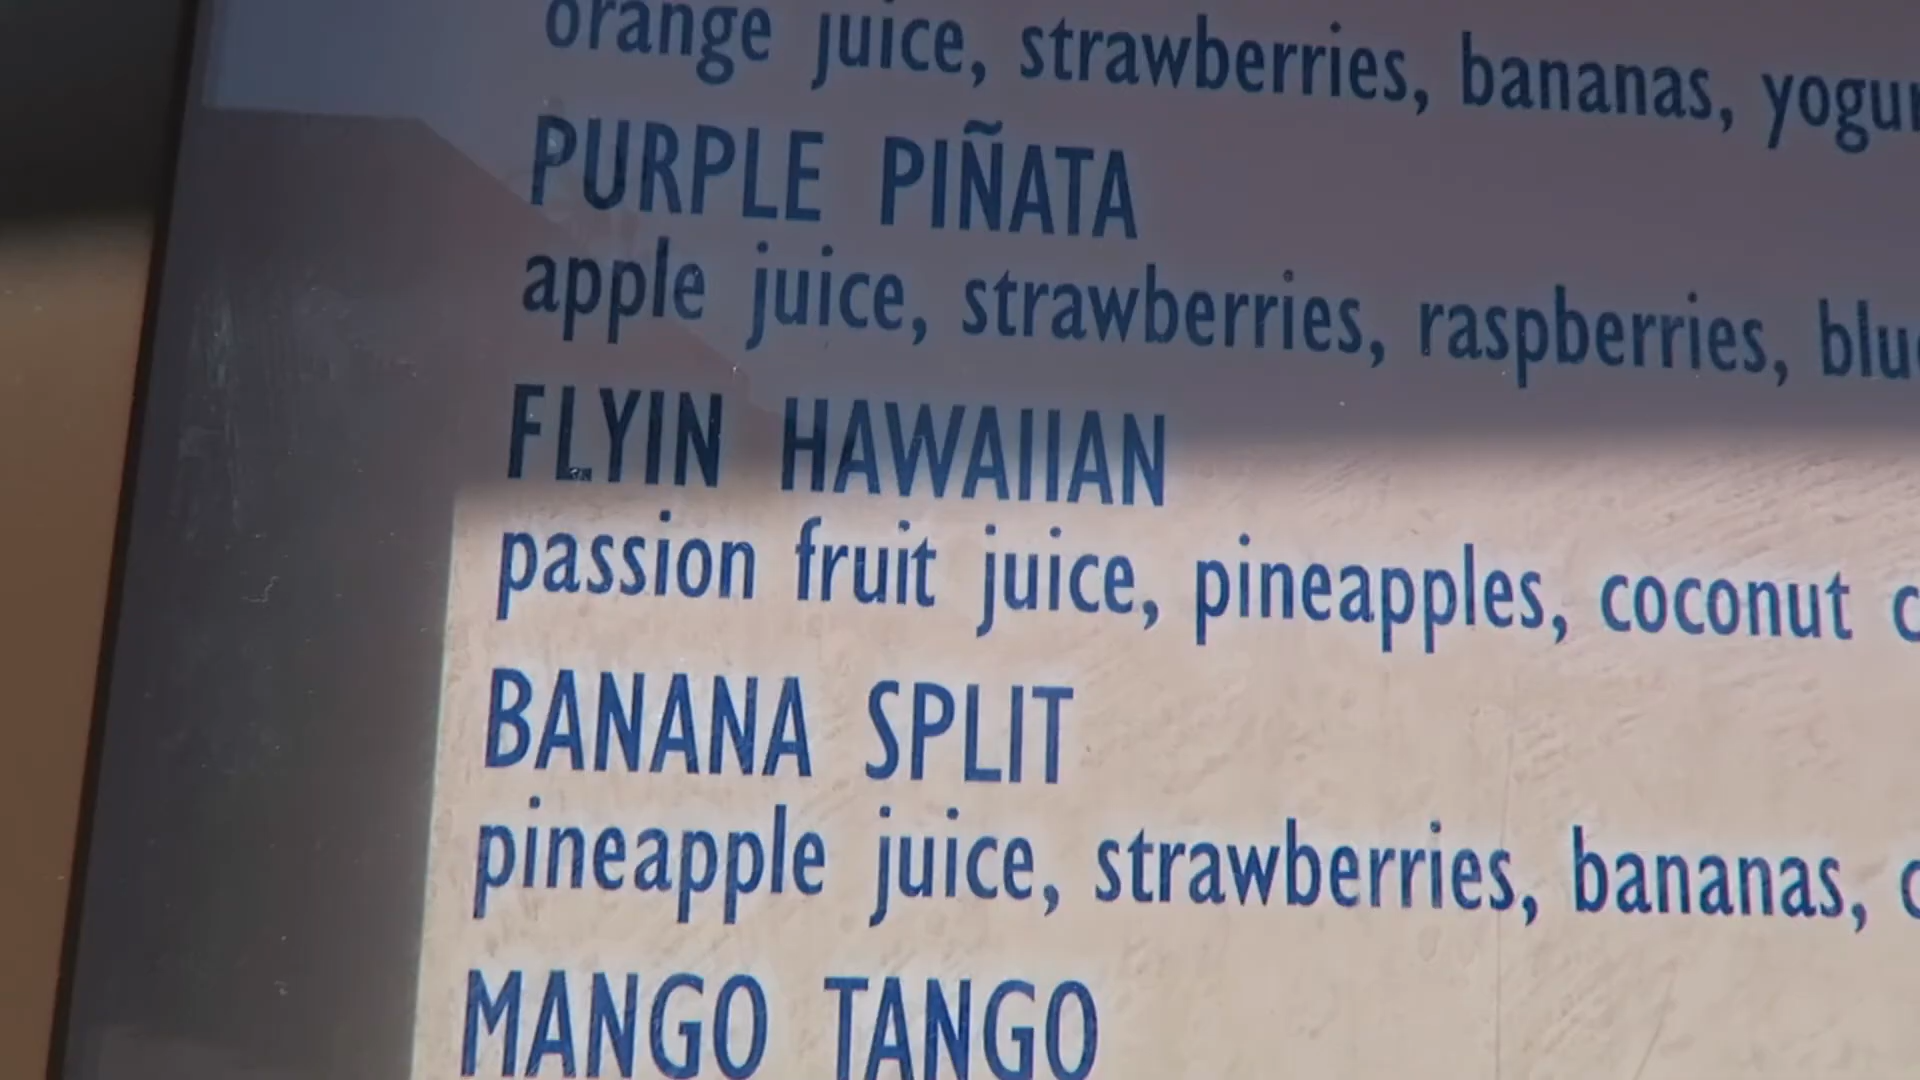 orange juice, strawberries, bananas,
PURPLE PIÑATA
apple juice, strawberries, raspberries,
FLYIN HAWAIIAN
passion fruit juice, pineapples, coconut
BANANA SPLIT
pineapple juice, strawberries, bananas,
MANGO TANGO